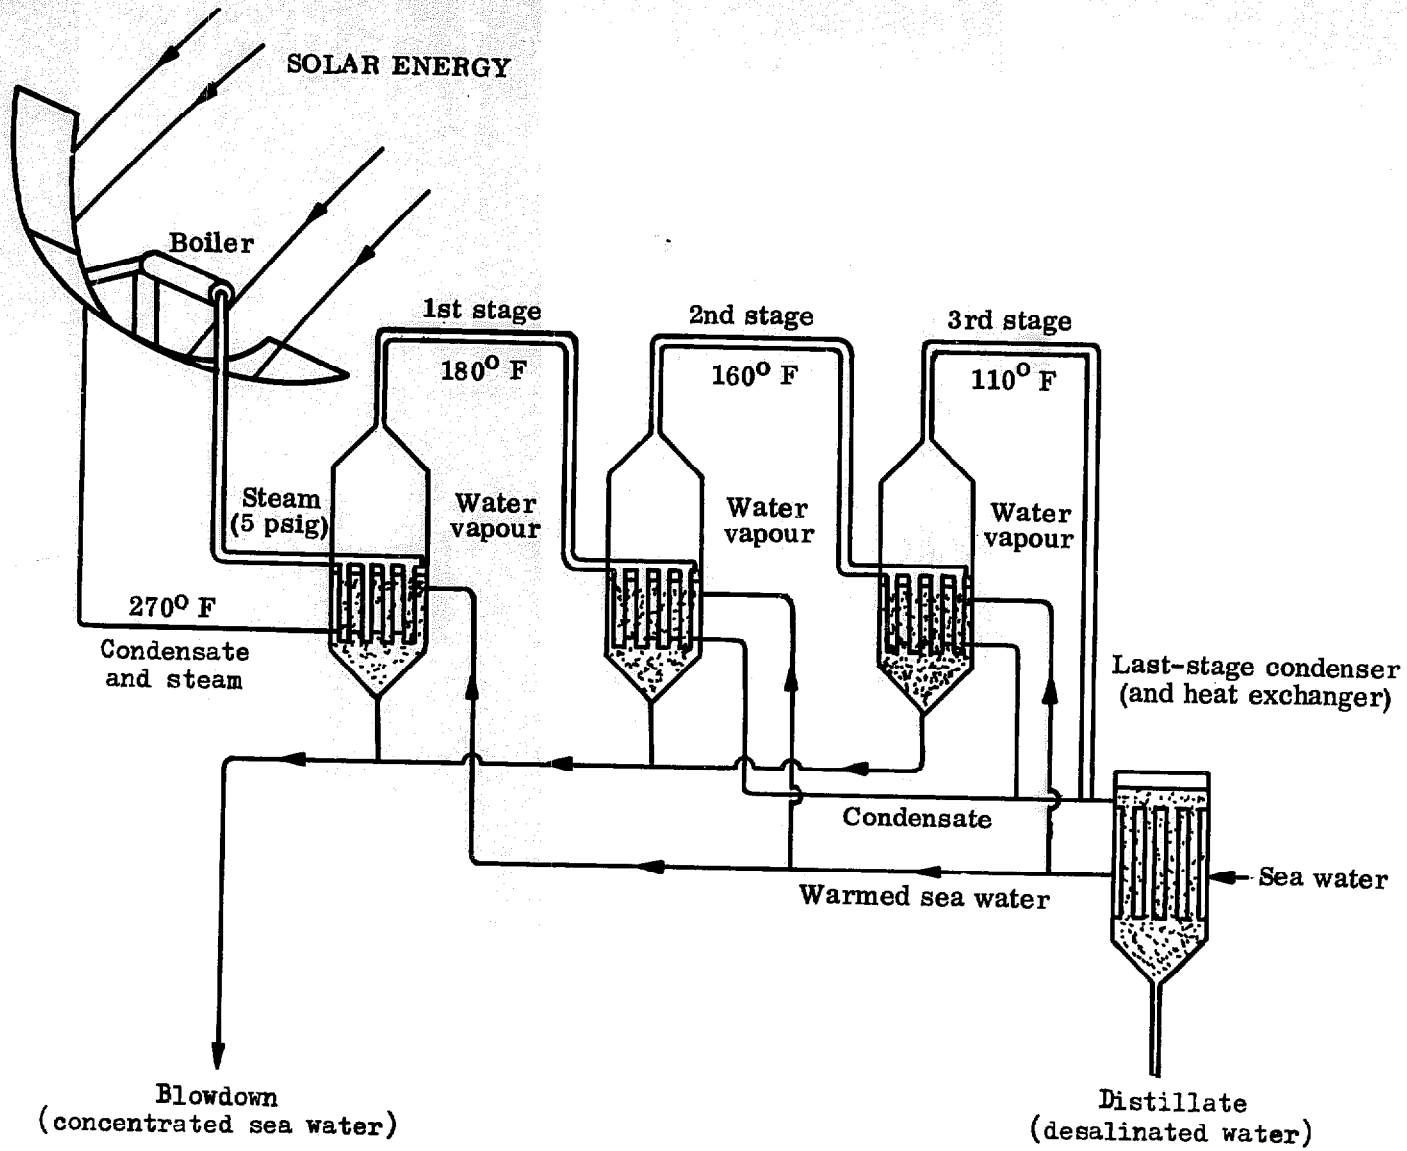 SOLAR ENERGY
Boiler
1st stage
180° F
2nd stage
160° F
3rd stage
110° F
Steam
(5 psig)
Water
vapour
Water
vapour
Water
vapour
270° F
Condensate
and steam
Last-stage condenser
(and heat exchanger)
Condensate
Warmed sea water
Sea water
Blowdown
(concentrated sea water)
Distillate
(desalinated water)